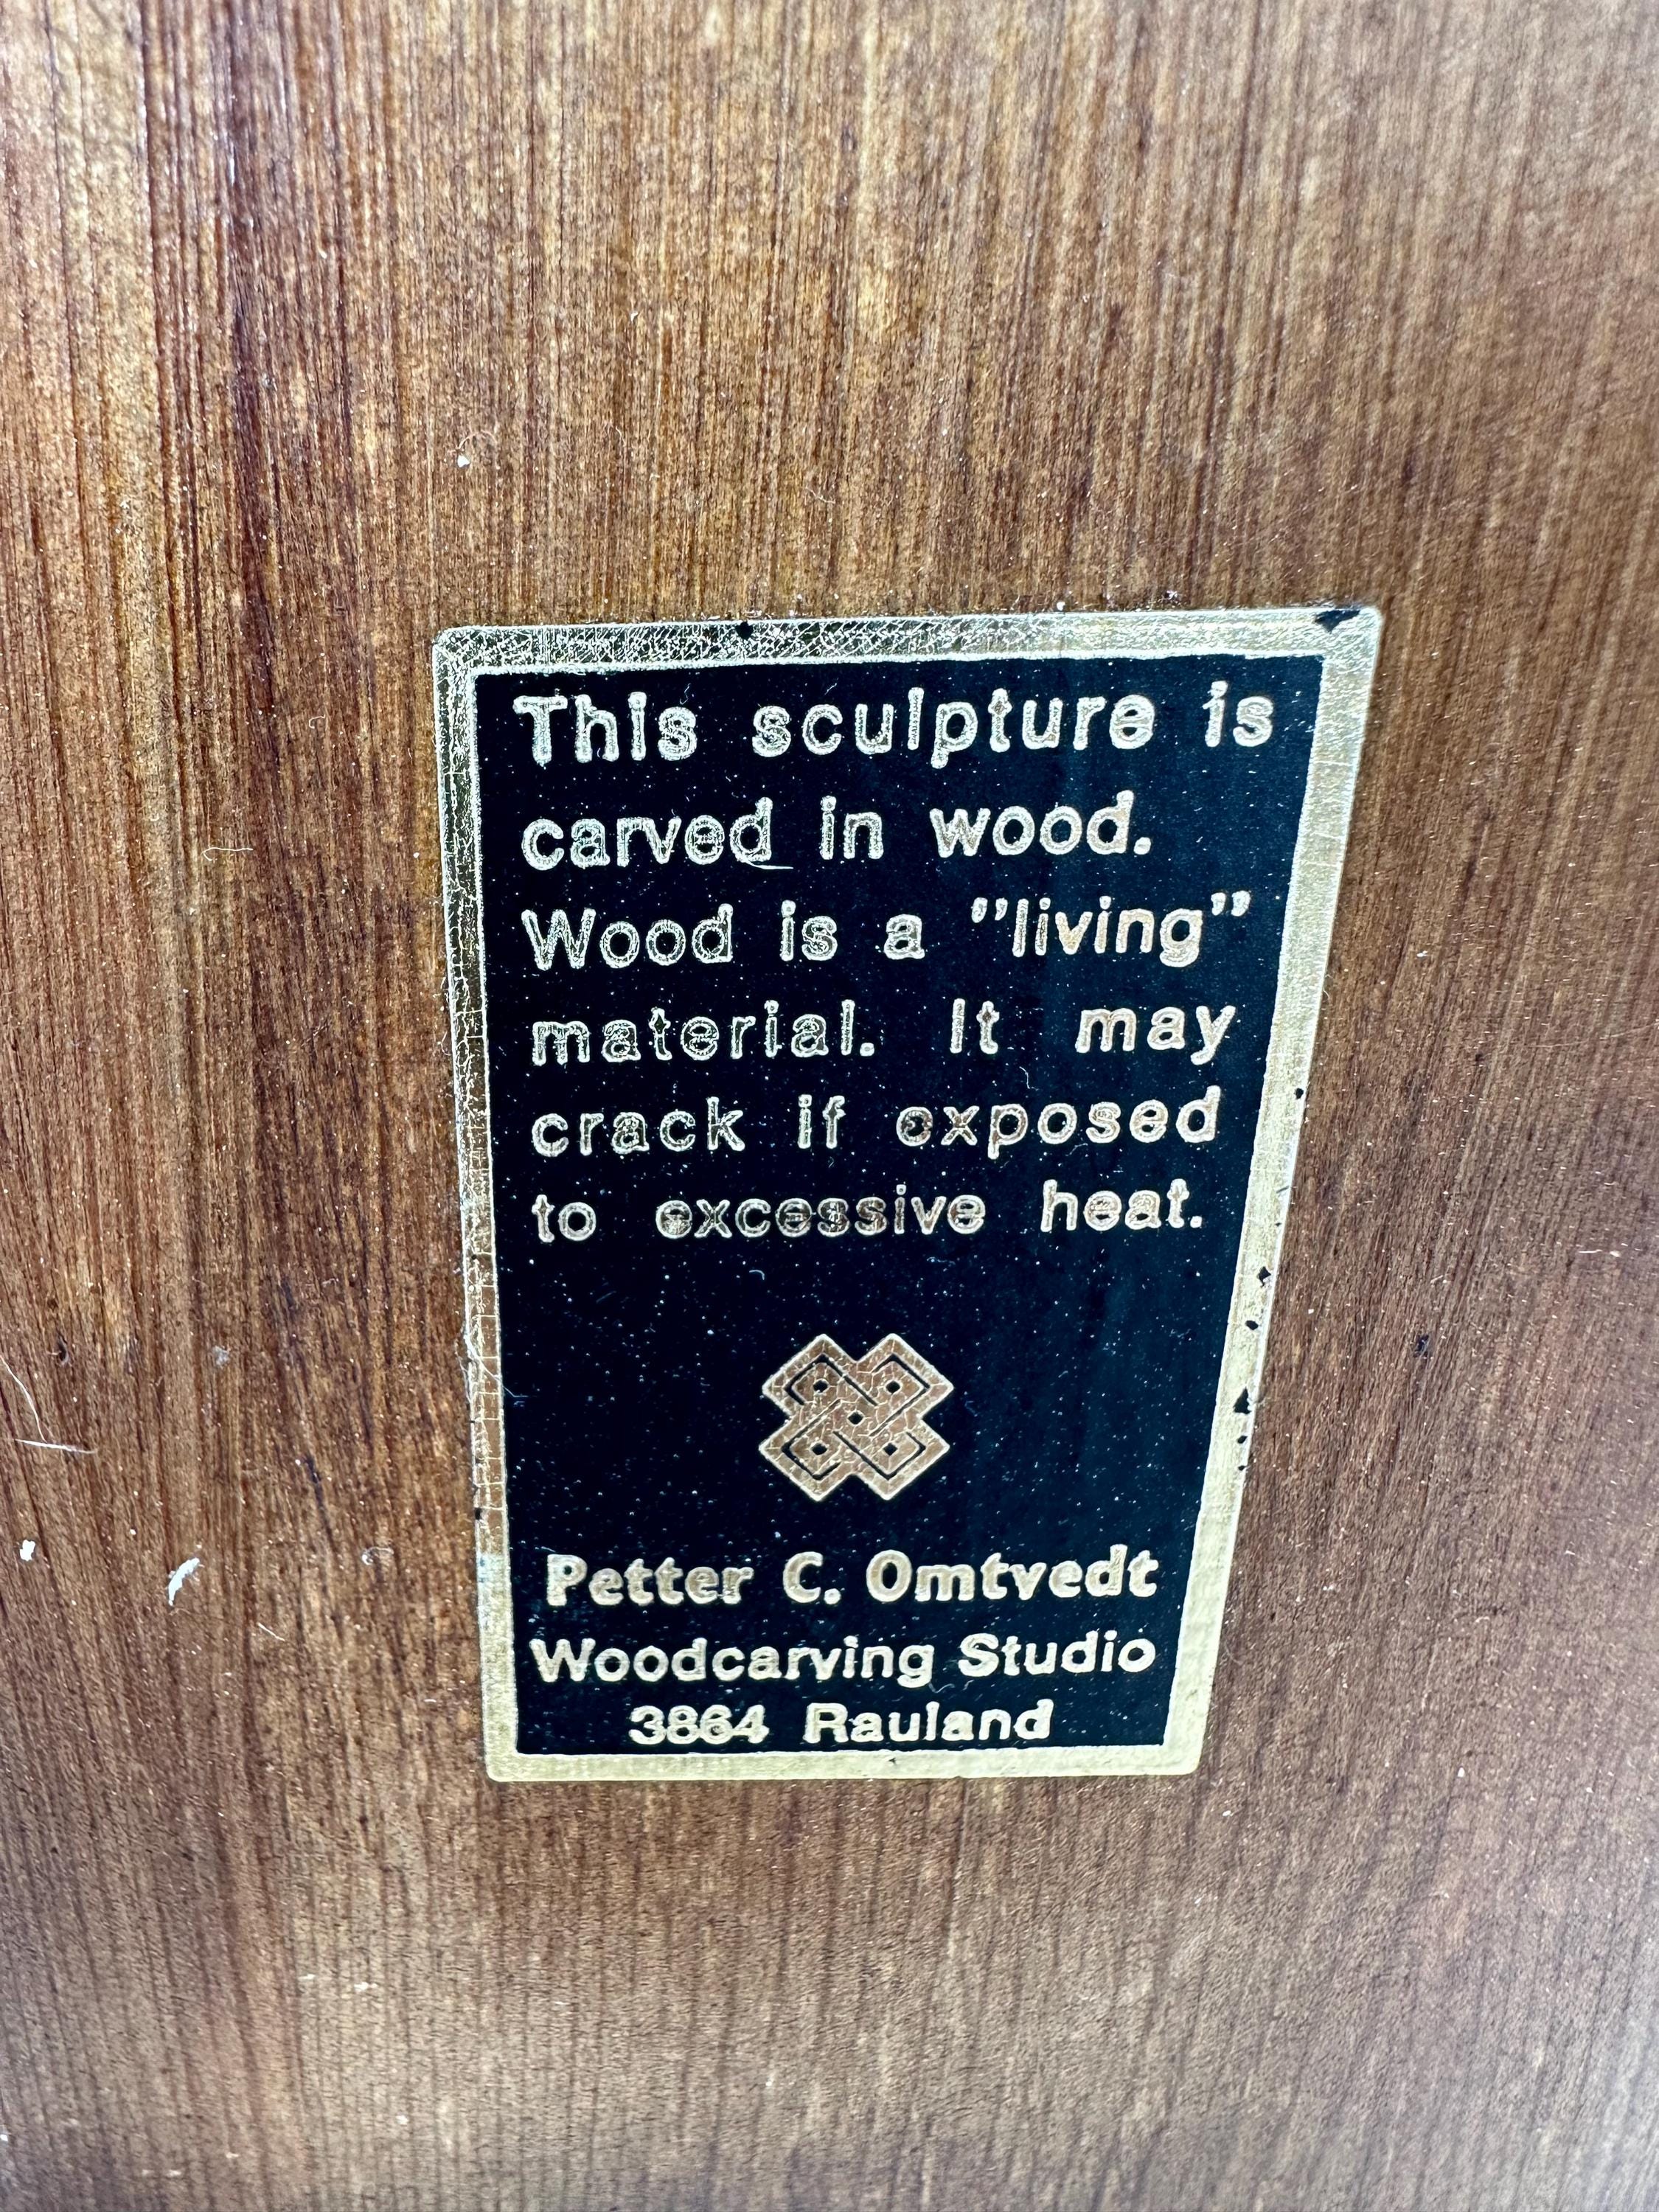 This sculpture is
carved in wood.
Wood is a "living"
material. It may
crack if exposed
to excessive heat.
Petter C. Omtvedt
Woodcarving Studio
3864 Rauland